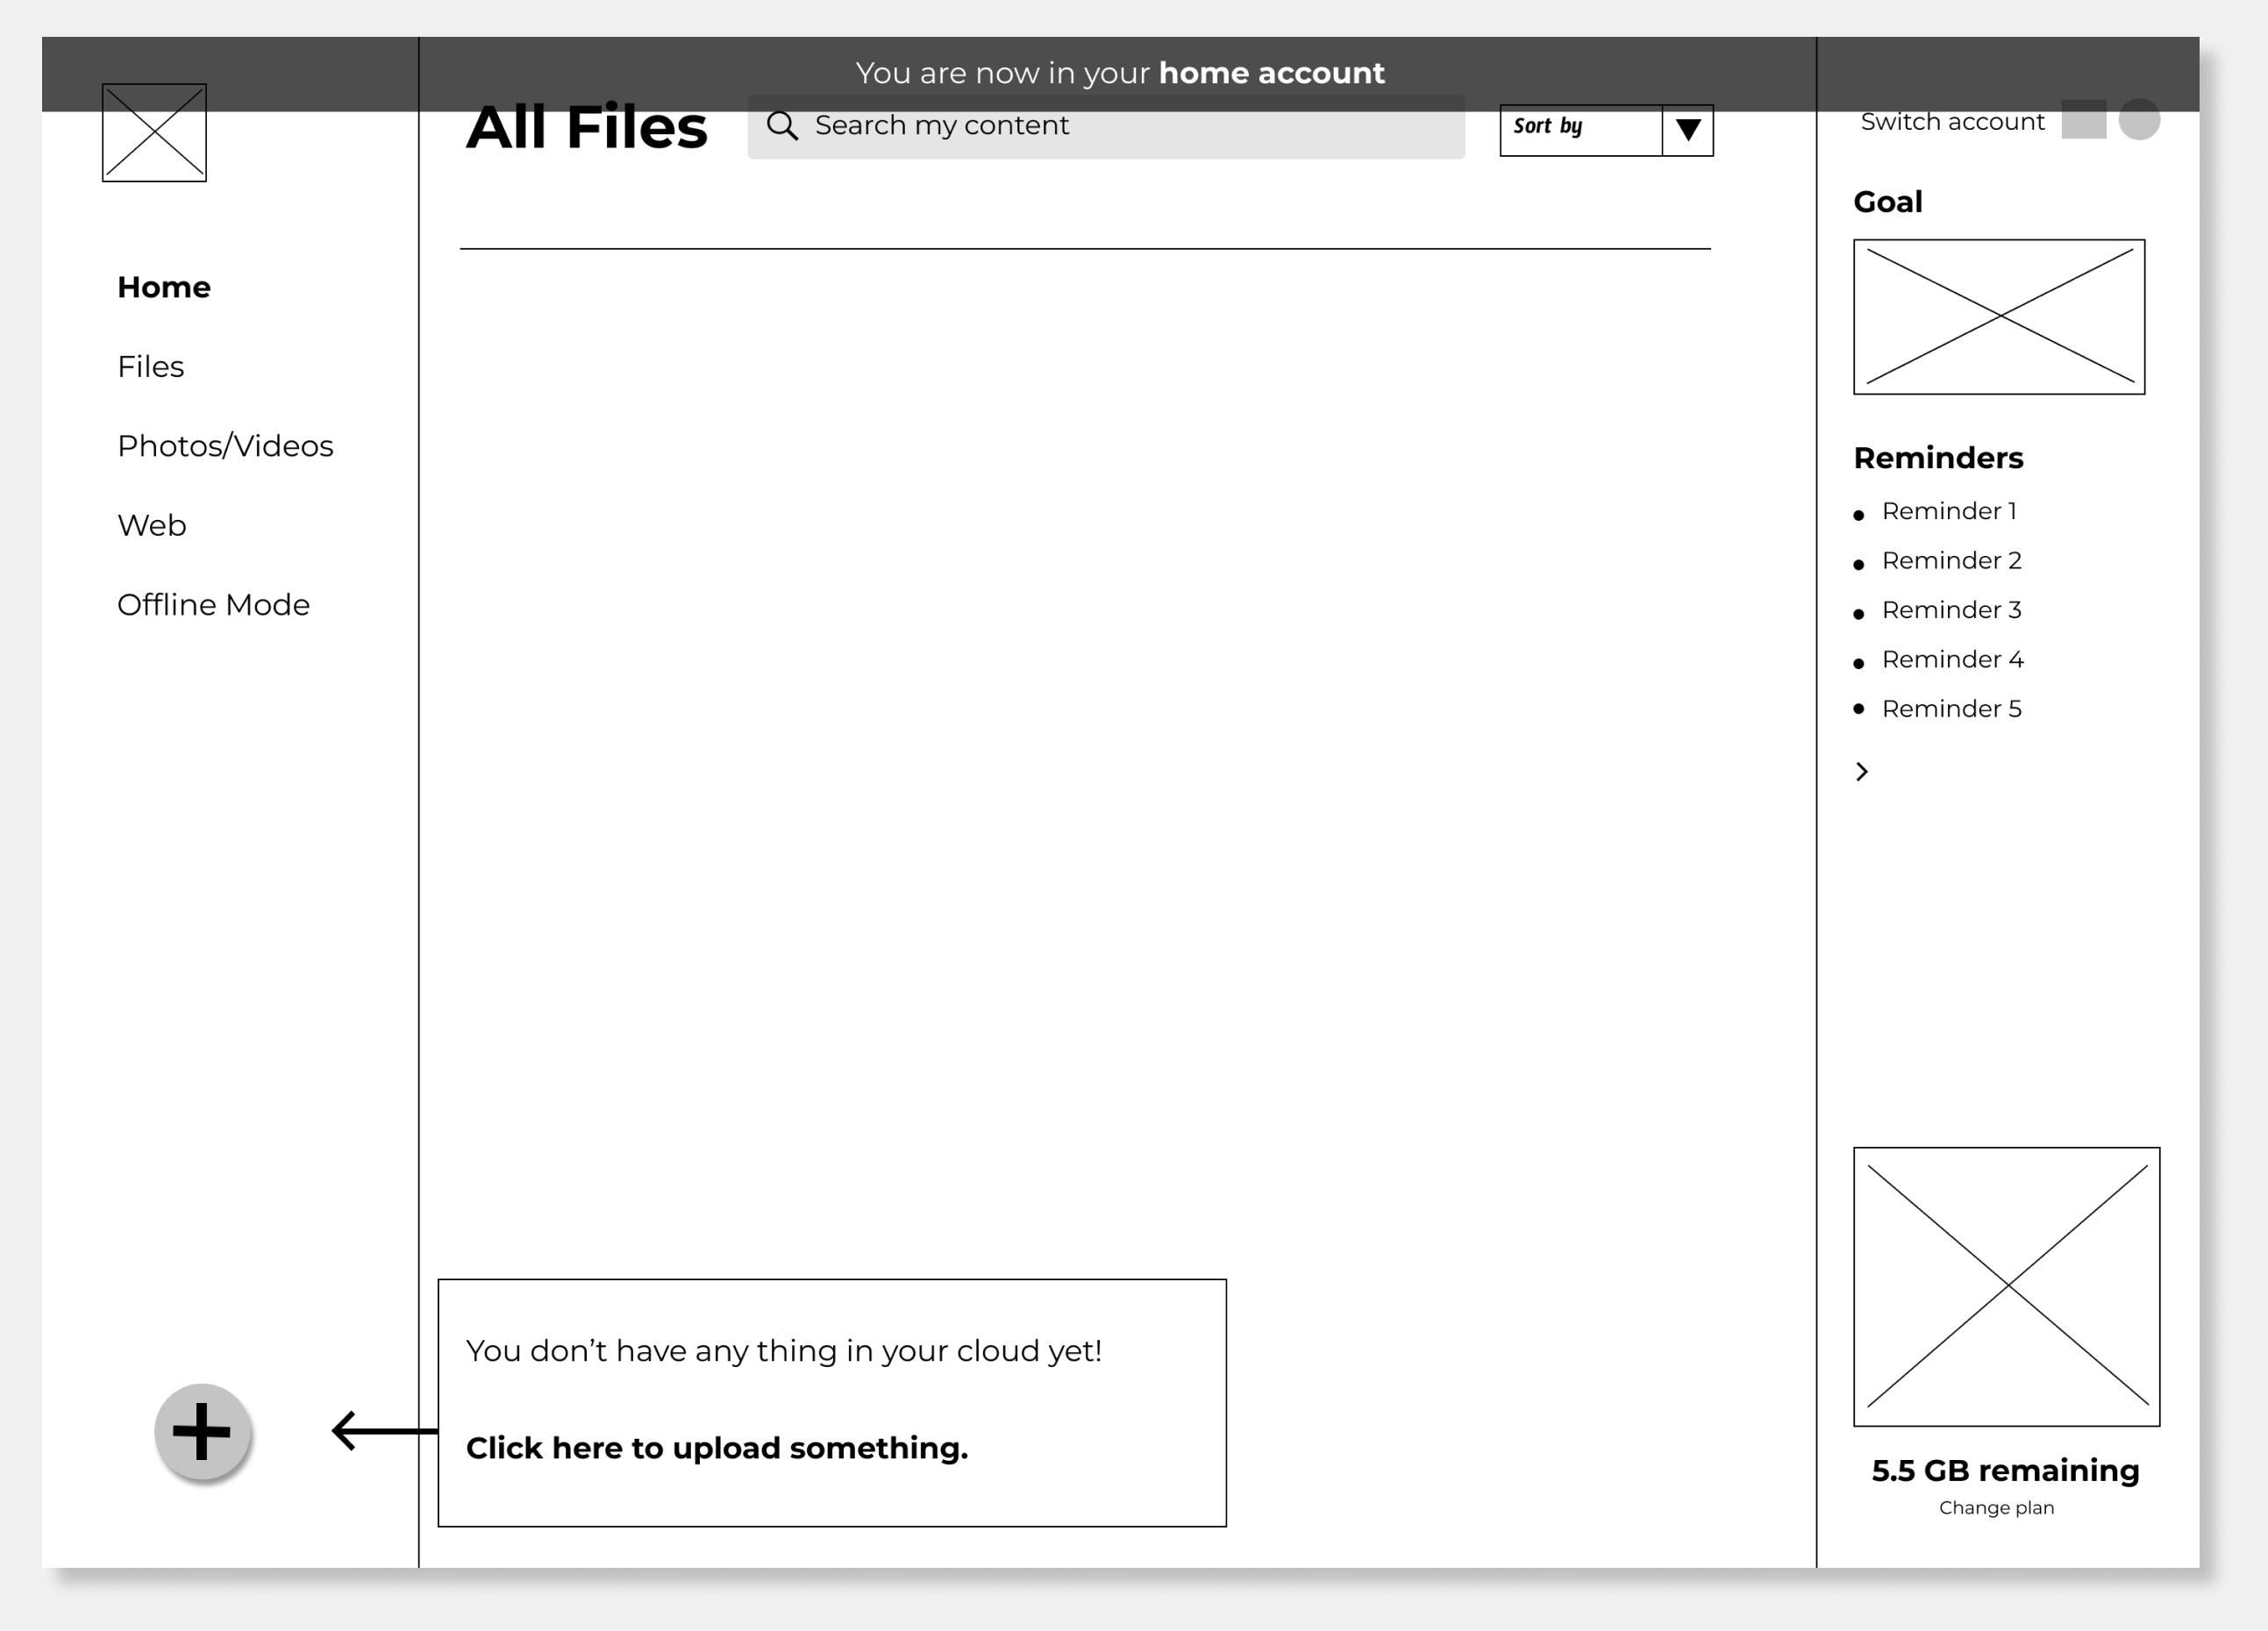 You are now in your home account
All Files
Search my content
Sort by
Switch account
Home
Files
Photos/Videos
Web
Offline Mode
Goal
Reminders
Reminder 1
Reminder 2
Reminder 3
Reminder 4
Reminder 5
You don’t have any thing in your cloud yet!
Click here to upload something.
5.5 GB remaining
Change plan